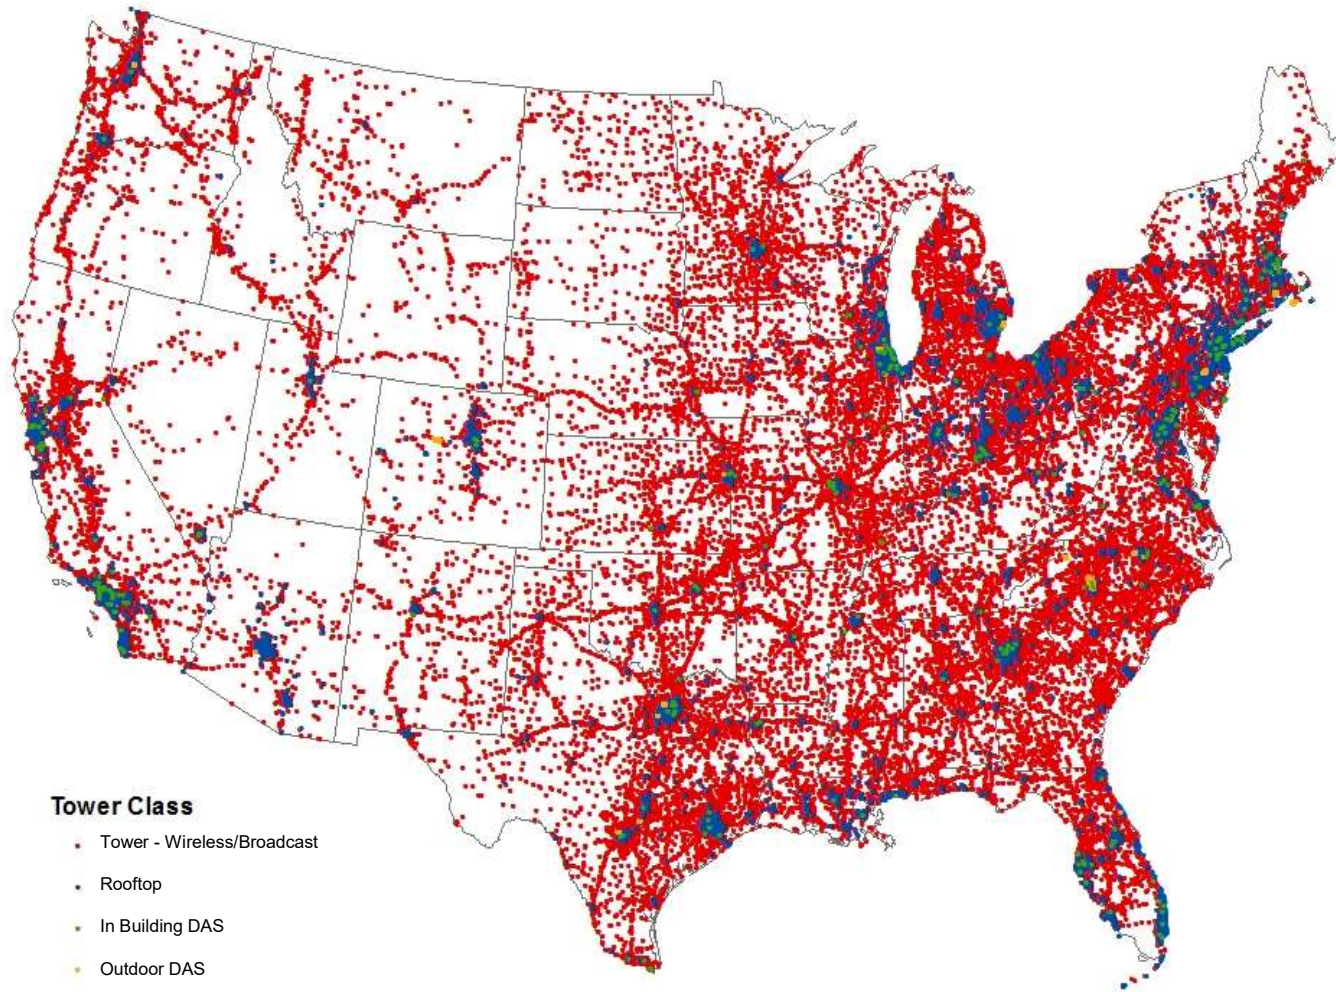 Tower Class
Tower - Wireless/Broadcast
Rooftop
In Building DAS
Outdoor DAS